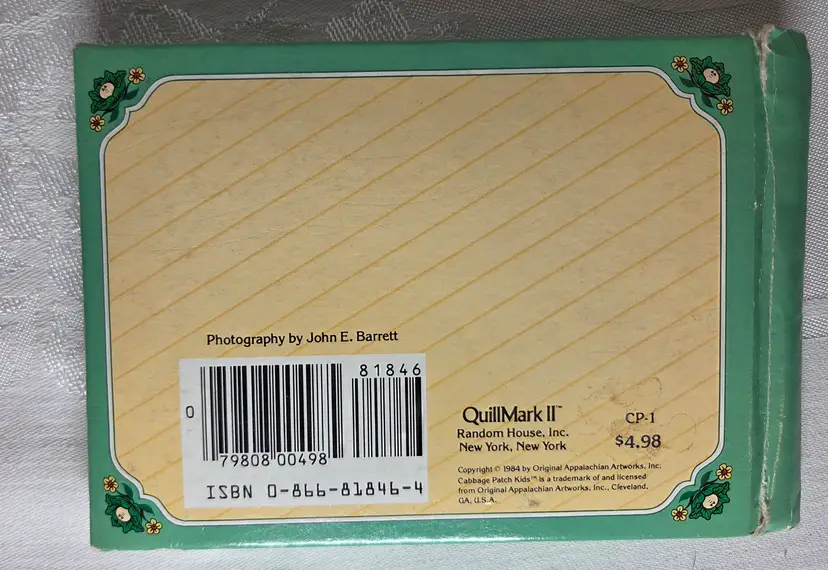 Photography by John E. Barrett
81846
0
79808 00498
ISBN 0-866-81846-4
QuillMark II™
Random House, Inc.
New York, New York
CP-1
$4.98
Copyright © 1984 by Original Appalachian Artworks, Inc.
Cabbage Patch Kids™ is a trademark of and licensed
from Original Appalachian Artworks, Inc., Cleveland,
GA, U.S.A.